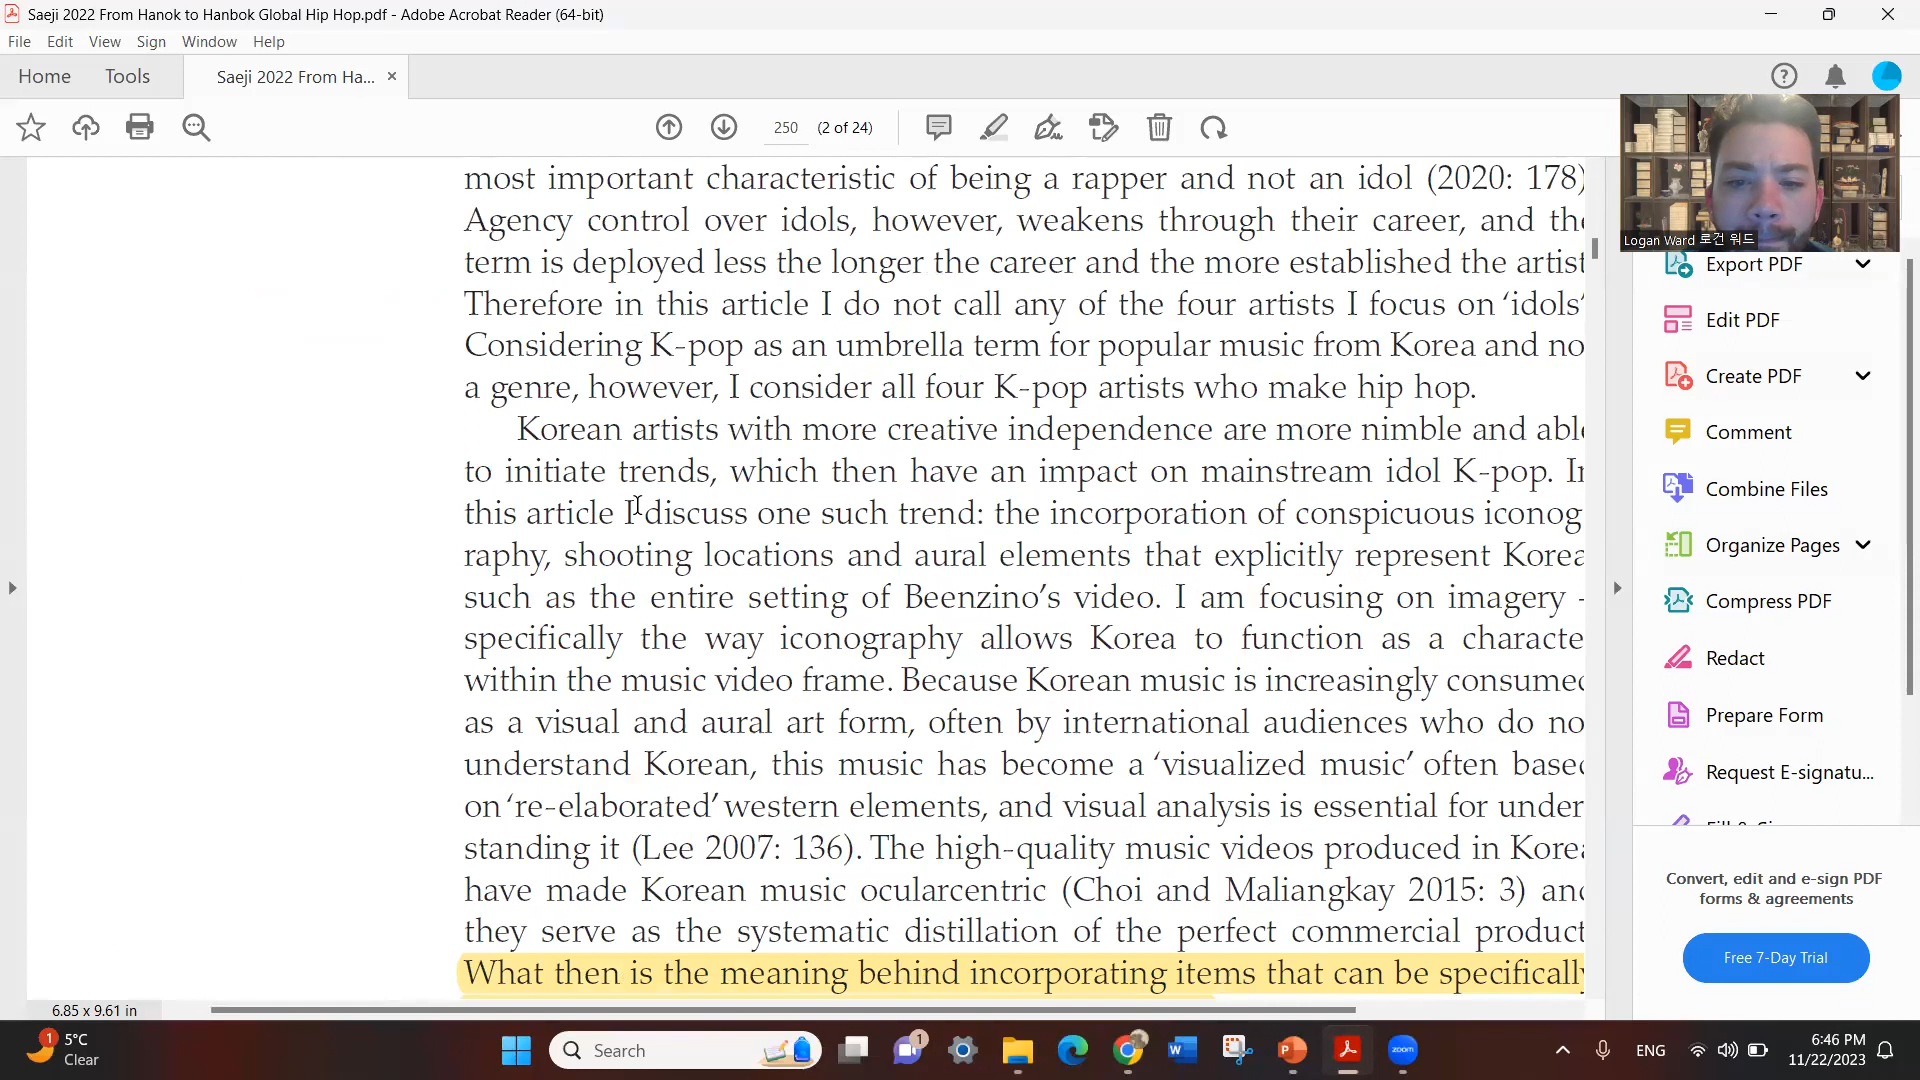 Saeji 2022 From Hanok to Hanbok Global Hip Hop.pdf - Adobe Acrobat Reader (64-bit)
File Edit View Sign Window Help
Home Tools Saeji 2022 From Ha...
250 (2 of 24)
most important characteristic of being a rapper and not an idol (2020: 178)
Agency control over idols, however, weakens through their career, and the
term is deployed less the longer the career and the more established the artist
Therefore in this article I do not call any of the four artists I focus on ‘idols’
Considering K-pop as an umbrella term for popular music from Korea and no
a genre, however, I consider all four K-pop artists who make hip hop.
Korean artists with more creative independence are more nimble and able
to initiate trends, which then have an impact on mainstream idol K-pop. In
this article I discuss one such trend: the incorporation of conspicuous iconog
raphy, shooting locations and aural elements that explicitly represent Korea
such as the entire setting of Beenzino’s video. I am focusing on imagery -
specifically the way iconography allows Korea to function as a characte
within the music video frame. Because Korean music is increasingly consumed
as a visual and aural art form, often by international audiences who do no
understand Korean, this music has become a ‘visualized music’ often based
on ‘re-elaborated’ western elements, and visual analysis is essential for under
standing it (Lee 2007: 136). The high-quality music videos produced in Korea
have made Korean music ocularcentric (Choi and Maliangkay 2015: 3) and
they serve as the systematic distillation of the perfect commercial product
What then is the meaning behind incorporating items that can be specifically
6.85 x 9.61 in
Logan Ward 로건 워드
Export PDF
Edit PDF
Create PDF
Comment
Combine Files
Organize Pages
Compress PDF
Redact
Prepare Form
Request E-signatu...
Convert, edit and e-sign PDF
forms & agreements
Free 7-Day Trial
1
5°C
Clear
Search
1
zoom
ENG
6:46 PM
11/22/2023